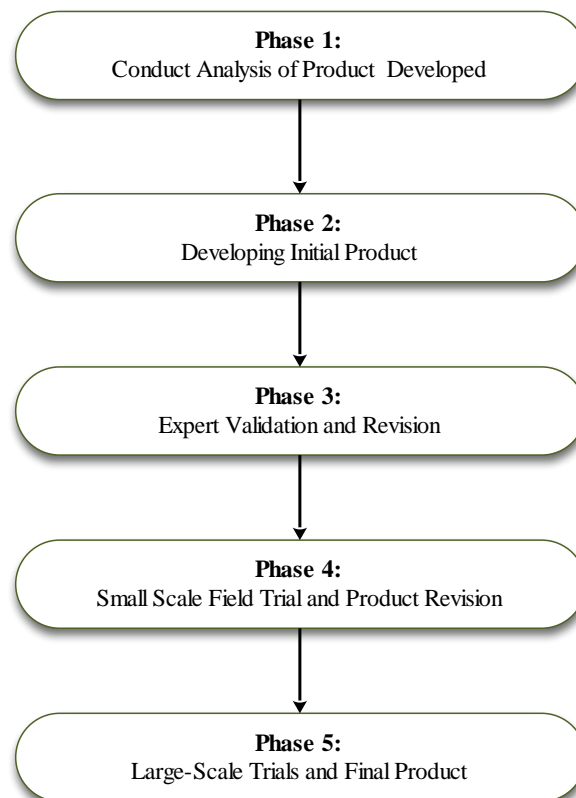 Phase 1:
Conduct Analysis of Product Developed
Phase 2:
Developing Initial Product
Phase 3:
Expert Validation and Revision
Phase 4:
Small Scale Field Trial and Product Revision
Phase 5:
Large-Scale Trials and Final Product